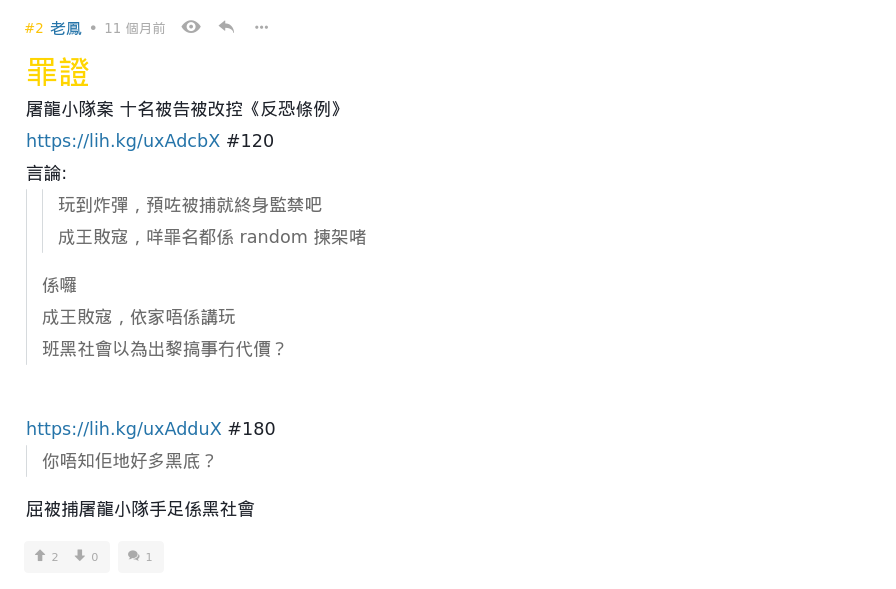 #2 老鳳 • 11 個月前
罪證
屠龍小隊案 十名被告被改控《反恐條例》
https://lih.kg/uxAdcbX #120
言論:
玩到炸彈，預咗被捕就終身監禁吧
成王敗寇，咩罪名都係 random 揀架啫
係囉
成王敗寇，依家唔係講玩
班黑社會以為出黎搞事冇代價？
https://lih.kg/uxAdduX #180
你唔知佢地好多黑底？
屈被捕屠龍小隊手足係黑社會
2 0 1